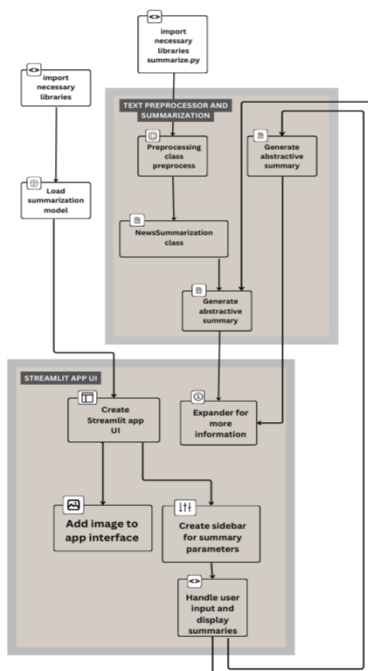 import
necessary
libraries
summarize.py
import
necessary
libraries
TEXT PREPROCESSOR AND
SUMMARIZATION
Preprocessing
class
preprocess
Generate
abstractive
summary
Load
summarization
model
NewsSummarization
class
Generate
abstractive
summary
STREAMLIT APP UI
Create
Streamlit app
UI
Expander for
more
information
Add image to
app interface
Create sidebar
for summary
parameters
Handle user
input and
display
summaries